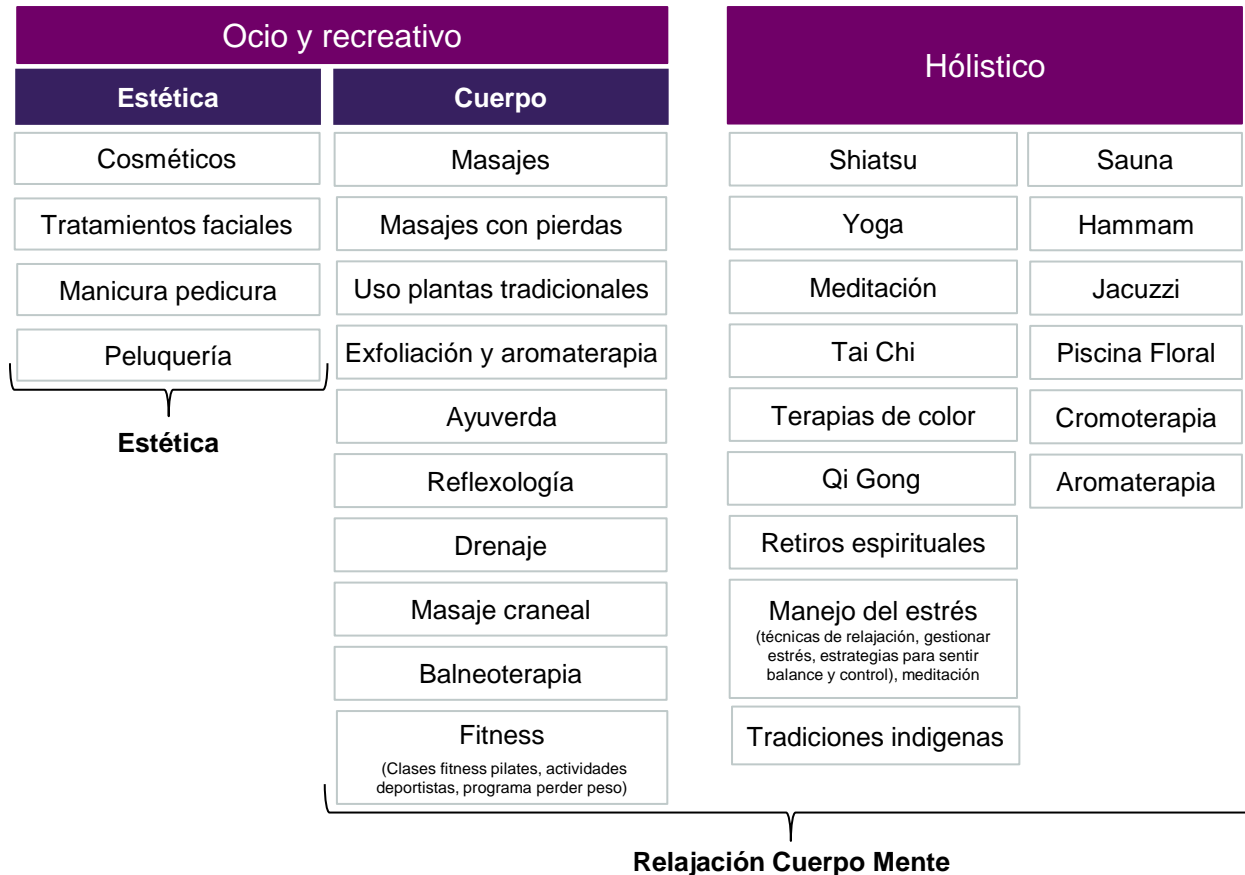 Ocio y recreativo
Estética
Cosméticos
Tratamientos faciales
Manicura pedicura
Peluquería
Estética
Cuerpo
Masajes
Masajes con pierdas
Uso plantas tradicionales
Exfoliación y aromaterapia
Ayuverda
Reflexología
Drenaje
Masaje craneal
Balneoterapia
Fitness
(Clases fitness pilates, actividades
deportistas, programa perder peso)
Hólistico
Shiatsu
Yoga
Meditación
Tai Chi
Terapias de color
Qi Gong
Retiros espirituales
Manejo del estrés
(técnicas de relajación, gestionar
estrés, estrategias para sentir
balance y control), meditación
Tradiciones indigenas
Sauna
Hammam
Jacuzzi
Piscina Floral
Cromoterapia
Aromaterapia
Relajación Cuerpo Mente